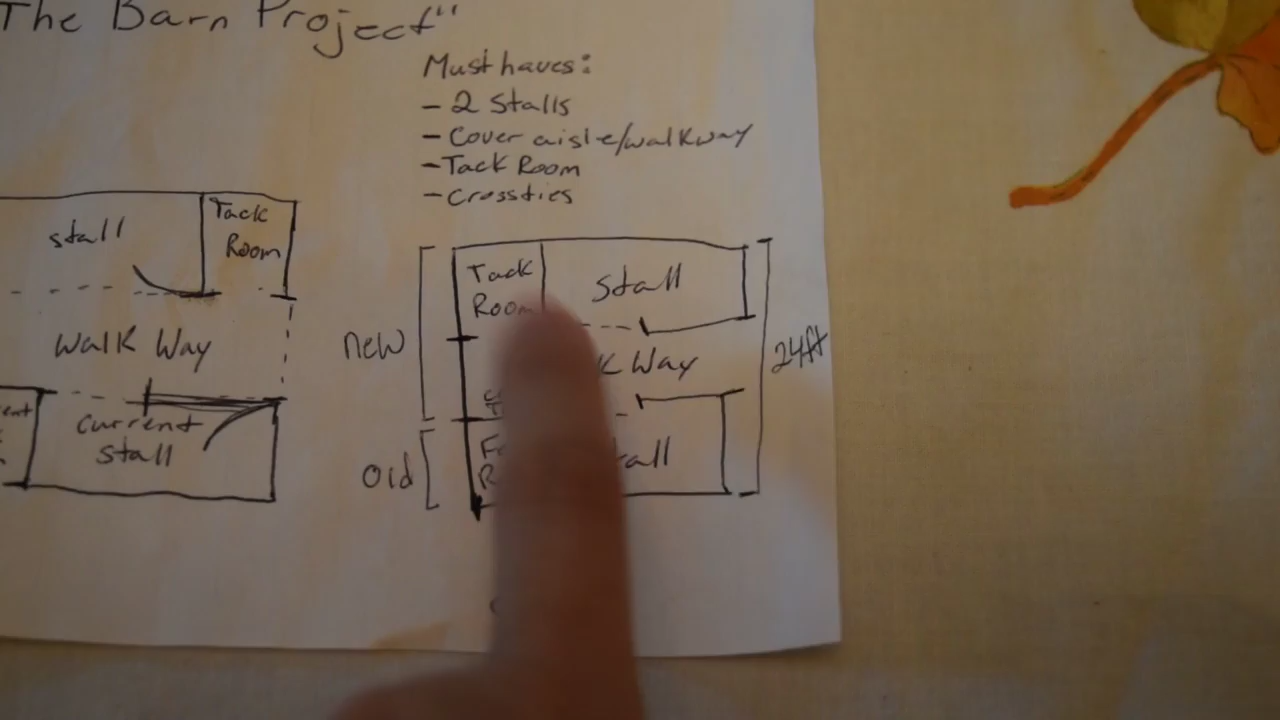 The Barn Project"
Must haves:
- 2 Stalls
- Cover aisle/walkway
- Tack Room
- Crossties
stall
Tack
Room
Walk Way
Current
Stall
new
old
Tack
Room
Stall
Way
24ft